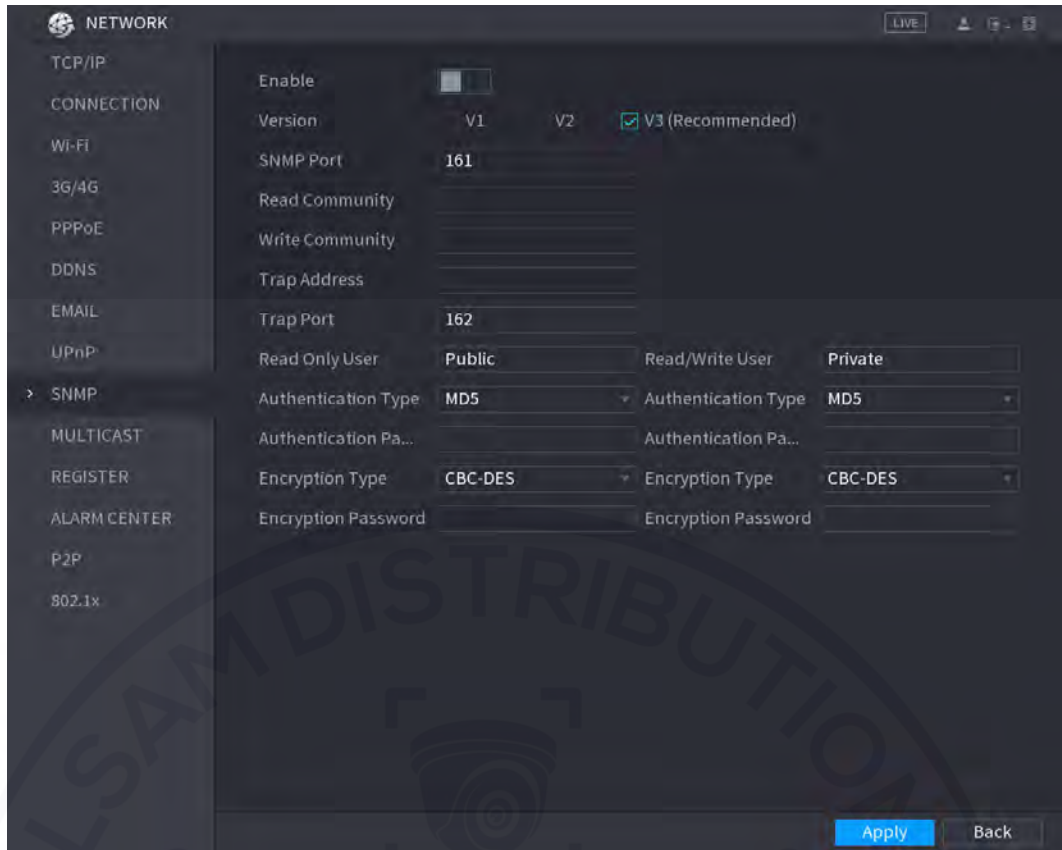 NETWORK
LIVE
TCP/IP
CONNECTION
Wi-Fi
3G/4G
PPPoE
DDNS
EMAIL
UPnP
SNMP
MULTICAST
REGISTER
ALARM CENTER
P2P
802.1x
Enable
Version V1 V2 V3 (Recommended)
SNMP Port 161
Read Community
Write Community
Trap Address
Trap Port 162
Read Only User Public Read/Write User Private
Authentication Type MD5 Authentication Type MD5
Authentication Pa... Authentication Pa...
Encryption Type CBC-DES Encryption Type CBC-DES
Encryption Password Encryption Password
SAM DISTRIBUTION
Apply Back